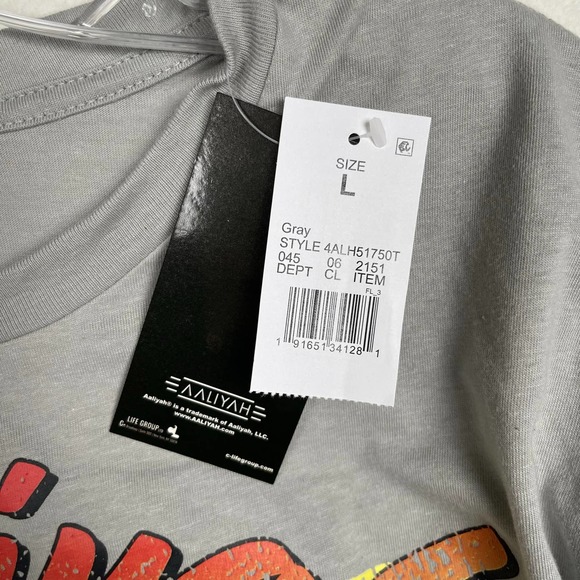 SIZE
L
Gray
STYLE 4ALH51750T
045 06 2151
DEPT CL ITEM
FL_3
1 91651 34128 1
AALIYAH
Aaliyah® is a trademark of Aaliyah, LLC.
www.AALIYAH.com
LIFE GROUP
c-lifegroup.com